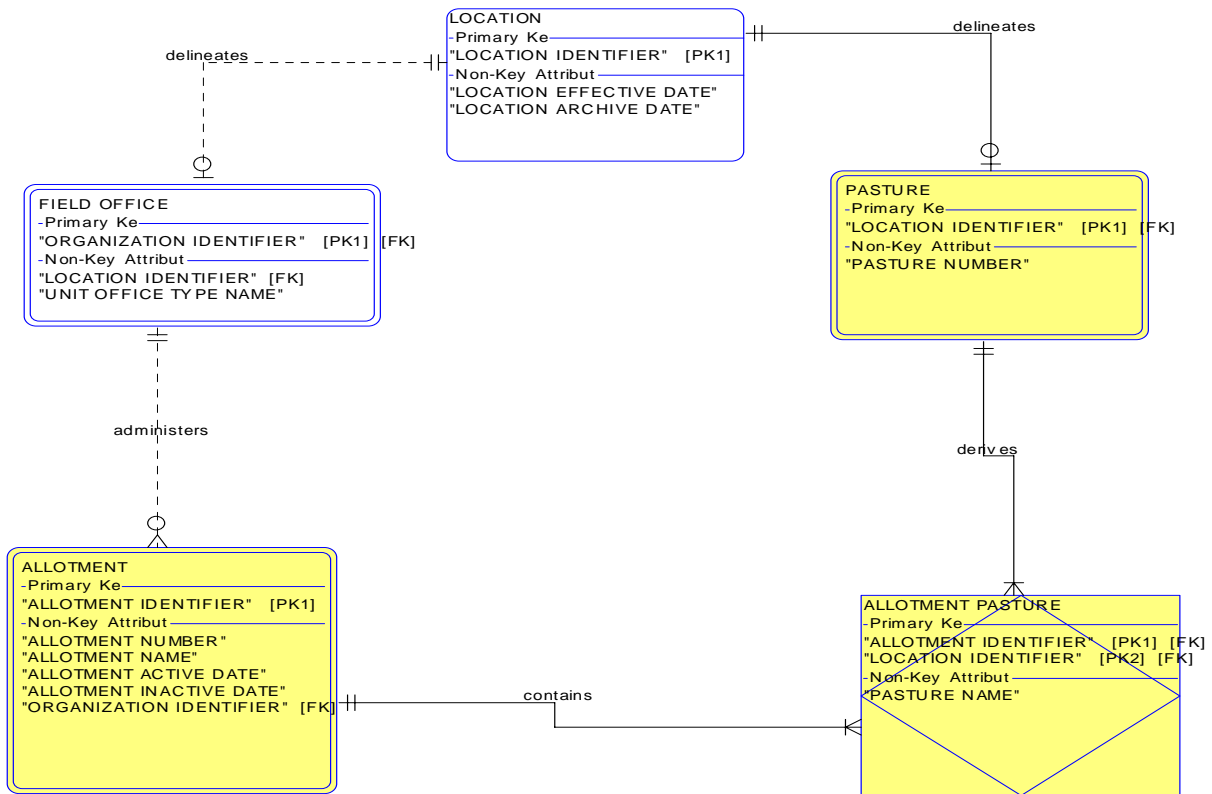 LOCATION
-Primary Ke
"LOCATION IDENTIFIER" [PK1]
-Non-Key Attribut
"LOCATION EFFECTIVE DATE"
"LOCATION ARCHIVE DATE"
delineates
delineates
FIELD OFFICE
-Primary Ke
"ORGANIZATION IDENTIFIER" [PK1] [FK]
-Non-Key Attribut
"LOCATION IDENTIFIER" [FK]
"UNIT OFFICE TYPE NAME"
PASTURE
-Primary Ke
"LOCATION IDENTIFIER" [PK1] [FK]
-Non-Key Attribut
"PASTURE NUMBER"
administers
derives
ALLOTMENT
-Primary Ke
"ALLOTMENT IDENTIFIER" [PK1]
-Non-Key Attribut
"ALLOTMENT NUMBER"
"ALLOTMENT NAME"
"ALLOTMENT ACTIVE DATE"
"ALLOTMENT INACTIVE DATE"
"ORGANIZATION IDENTIFIER" [FK]
contains
ALLOTMENT PASTURE
-Primary Ke
"ALLOTMENT IDENTIFIER" [PK1] [FK]
"LOCATION IDENTIFIER" [PK2] [FK]
-Non-Key Attribut
"PASTURE NAME"